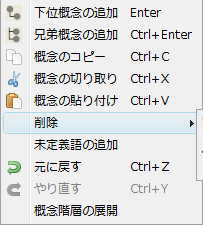 下位概念の追加 Enter
兄弟概念の追加 Ctrl+Enter
概念のコピー Ctrl+C
概念の切り取り Ctrl+X
概念の貼り付け Ctrl+V
削除
未定義語の追加
元に戻す Ctrl+Z
やり直す Ctrl+Y
概念階層の展開